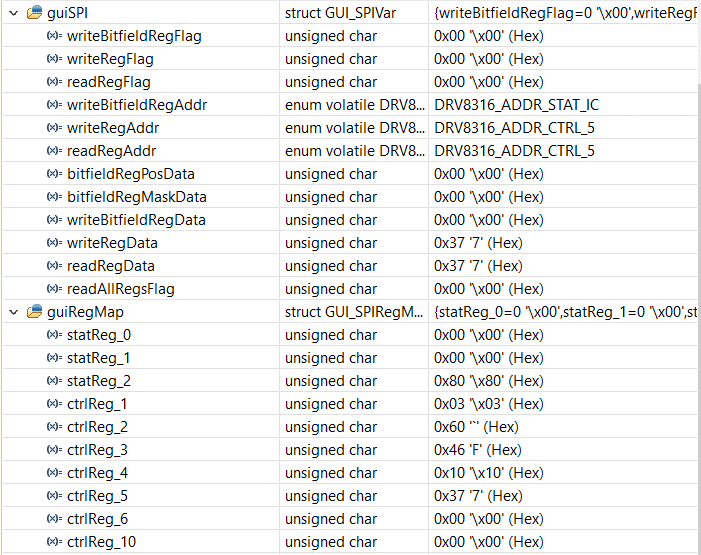 guiSPI struct GUI_SPIVar {writeBitfieldRegFlag=0 '\x00',writeRegF
writeBitfieldRegFlag unsigned char 0x00 '\x00' (Hex)
writeRegFlag unsigned char 0x00 '\x00' (Hex)
readRegFlag unsigned char 0x00 '\x00' (Hex)
writeBitfieldRegAddr enum volatile DRV8... DRV8316_ADDR_STAT_IC
writeRegAddr enum volatile DRV8... DRV8316_ADDR_CTRL_5
readRegAddr enum volatile DRV8... DRV8316_ADDR_CTRL_5
bitfieldRegPosData unsigned char 0x00 '\x00' (Hex)
bitfieldRegMaskData unsigned char 0x00 '\x00' (Hex)
writeBitfieldRegData unsigned char 0x00 '\x00' (Hex)
writeRegData unsigned char 0x37 '7' (Hex)
readRegData unsigned char 0x37 '7' (Hex)
readAllRegsFlag unsigned char 0x00 '\x00' (Hex)
guiRegMap struct GUI_SPIRegM... {statReg_0=0 '\x00',statReg_1=0 '\x00',st
statReg_0 unsigned char 0x00 '\x00' (Hex)
statReg_1 unsigned char 0x00 '\x00' (Hex)
statReg_2 unsigned char 0x80 '\x80' (Hex)
ctrlReg_1 unsigned char 0x03 '\x03' (Hex)
ctrlReg_2 unsigned char 0x60 '`' (Hex)
ctrlReg_3 unsigned char 0x46 'F' (Hex)
ctrlReg_4 unsigned char 0x10 '\x10' (Hex)
ctrlReg_5 unsigned char 0x37 '7' (Hex)
ctrlReg_6 unsigned char 0x00 '\x00' (Hex)
ctrlReg_10 unsigned char 0x00 '\x00' (Hex)